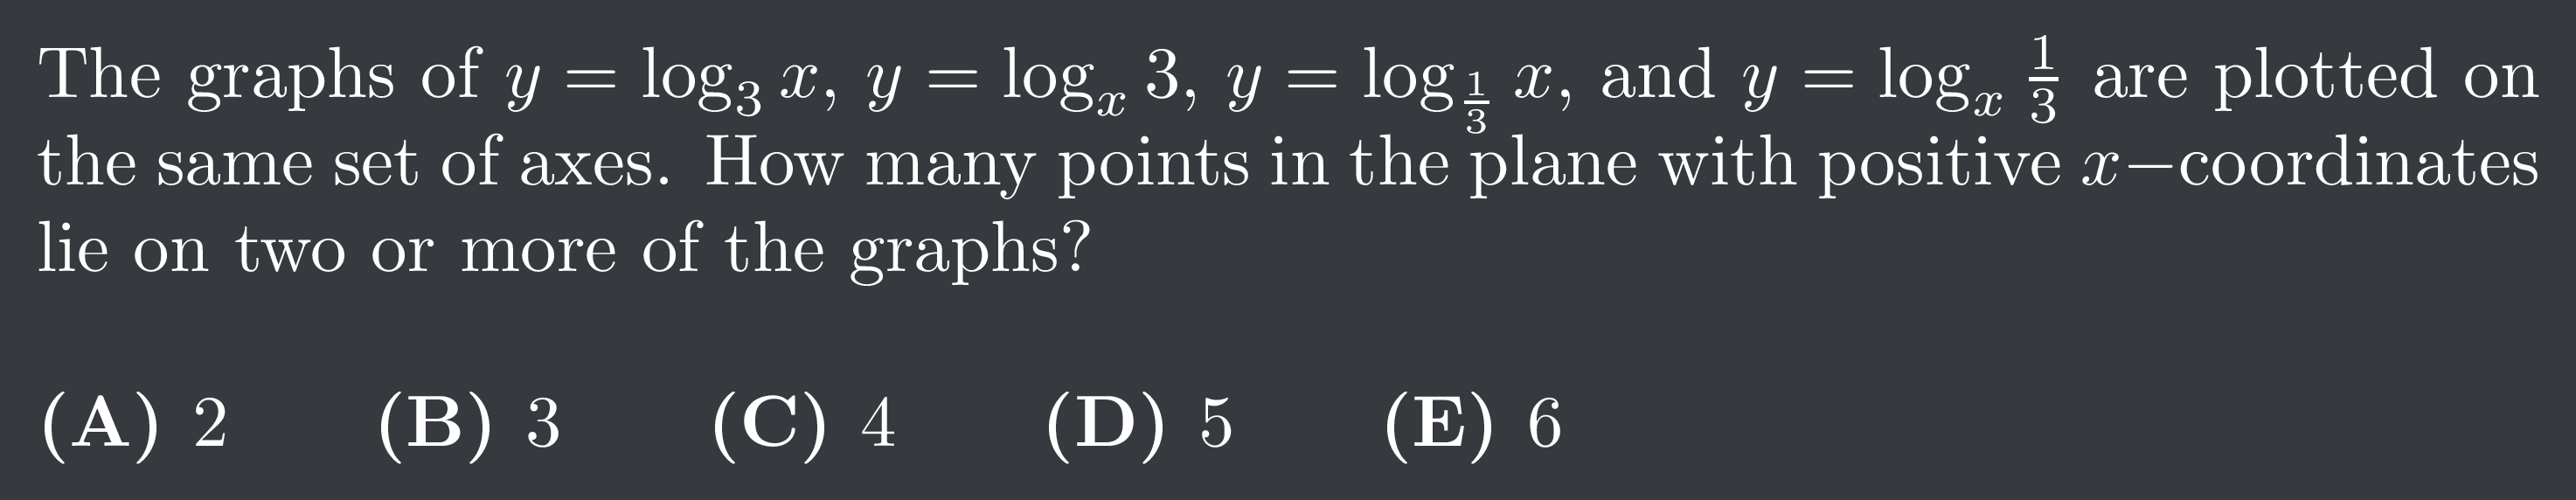 The graphs of y = log₃ x, y = logₓ 3, y = log_{1/3} x, and y = logₓ 1/3 are plotted on
the same set of axes. How many points in the plane with positive x−coordinates
lie on two or more of the graphs?
(A) 2 (B) 3 (C) 4 (D) 5 (E) 6